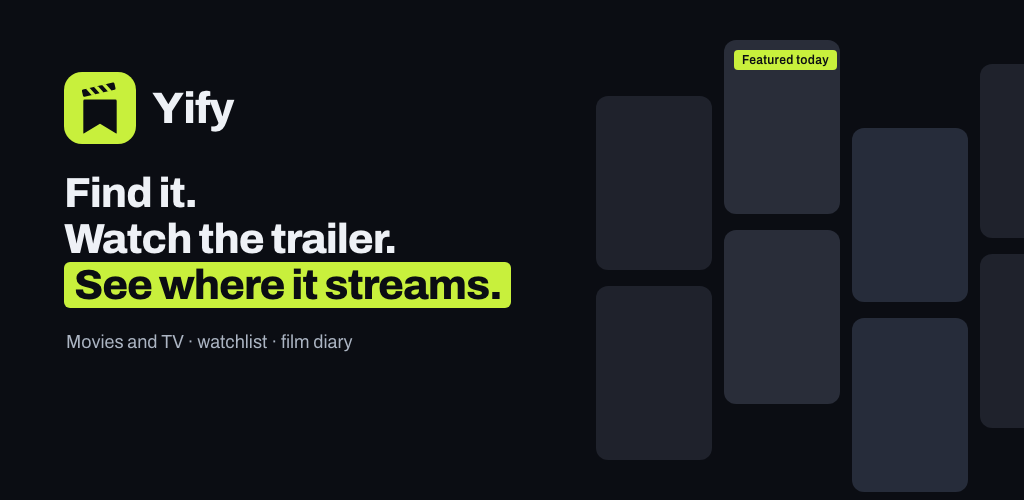 Yify
Find it.
Watch the trailer.
See where it streams.
Movies and TV · watchlist · film diary
Featured today